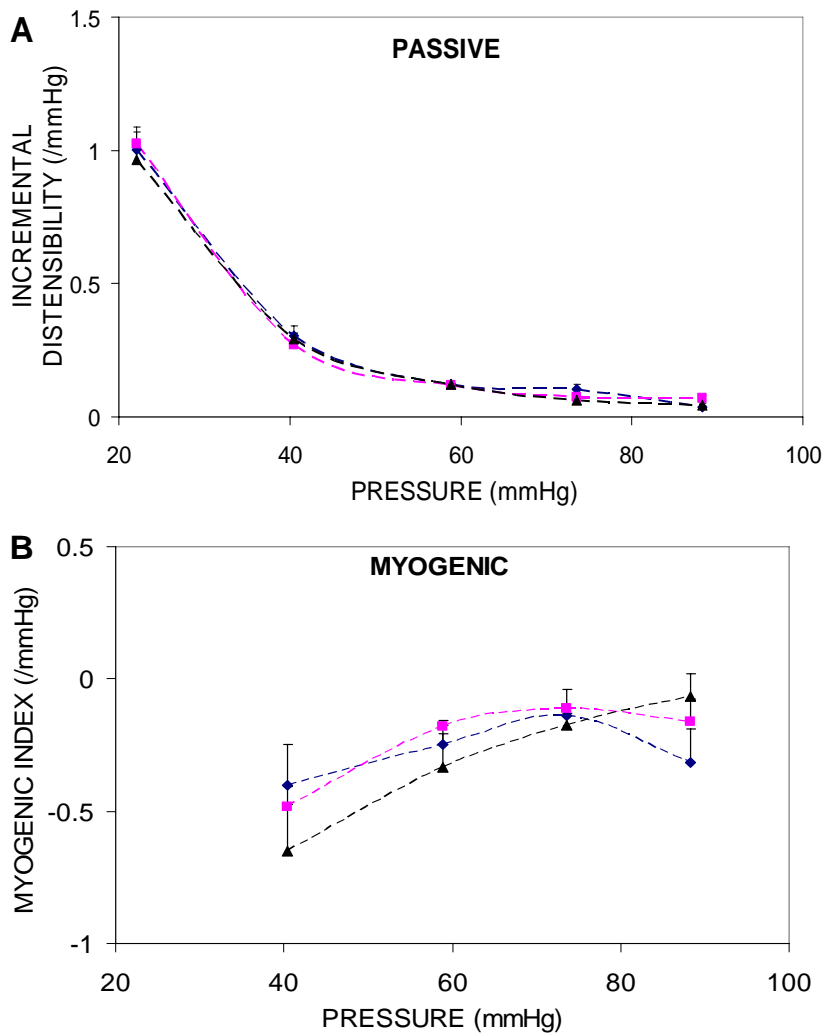 A
PASSIVE
INCREMENTAL
DISTENSIBILITY (/mmHg)
1.5
1
0.5
0
20
40
60
80
100
PRESSURE (mmHg)
B
MYOGENIC
MYOGENIC INDEX (/mmHg)
0.5
0
-0.5
-1
20
40
60
80
100
PRESSURE (mmHg)